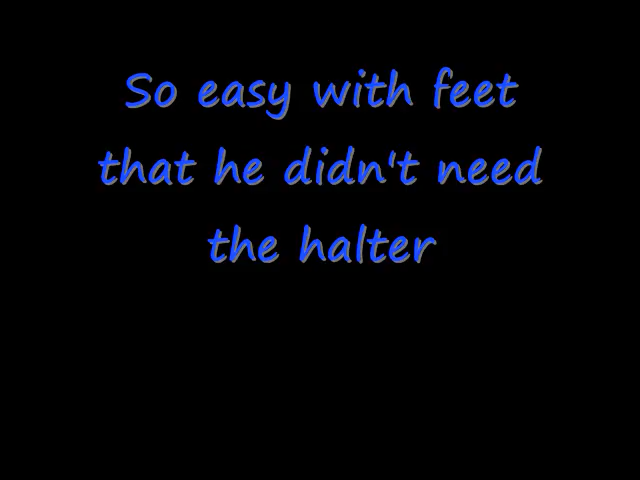 So easy with feet
that he didn't need
the halter